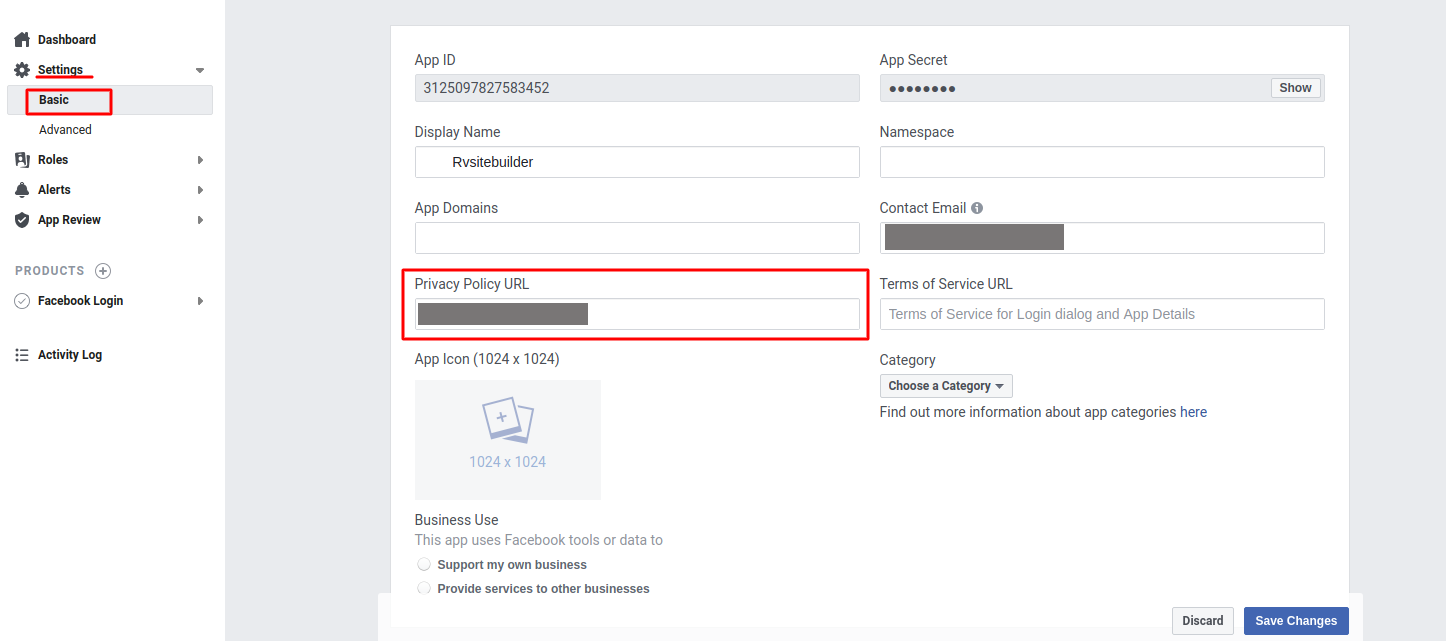 Dashboard
Settings
Basic
Advanced
Roles
Alerts
App Review
PRODUCTS
Facebook Login
Activity Log
App ID
3125097827583452
App Secret
●●●●●●●●
Show
Display Name
Rvsitebuilder
Namespace
App Domains
Contact Email
Privacy Policy URL
Terms of Service URL
Terms of Service for Login dialog and App Details
App Icon (1024 x 1024)
1024 x 1024
Category
Choose a Category
Find out more information about app categories here
Business Use
This app uses Facebook tools or data to
Support my own business
Provide services to other businesses
Discard
Save Changes